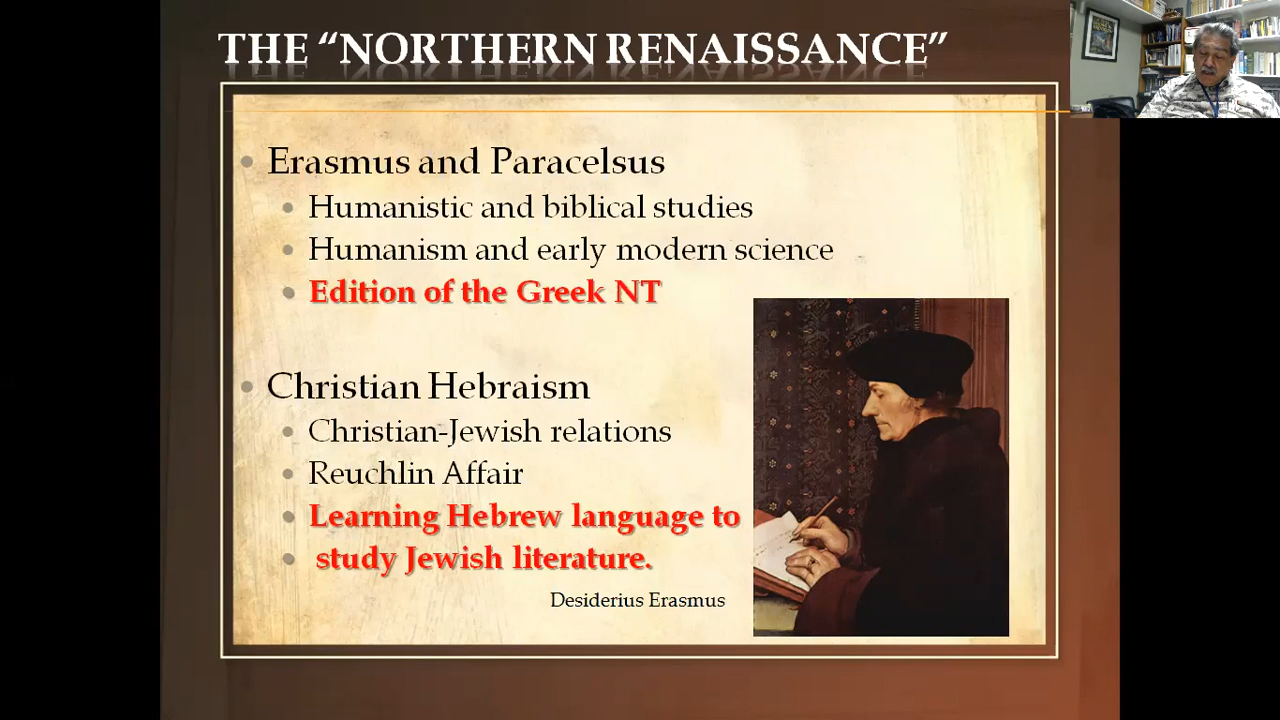 THE “NORTHERN RENAISSANCE”
Erasmus and Paracelsus
Humanistic and biblical studies
Humanism and early modern science
Edition of the Greek NT
Christian Hebraism
Christian-Jewish relations
Reuchlin Affair
Learning Hebrew language to
study Jewish literature.
Desiderius Erasmus